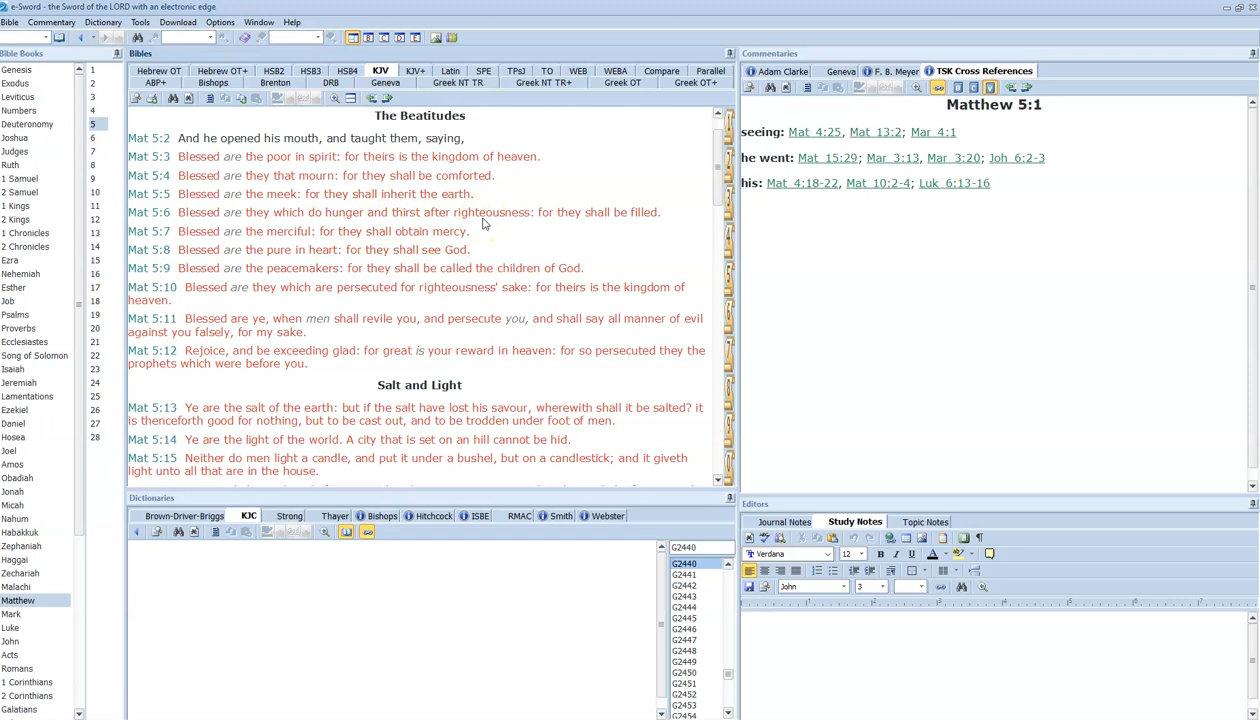 e-Sword - the Sword of the LORD with an electronic edge
Bible Commentary Dictionary Tools Download Options Window Help
Bible Books
Genesis
Exodus
Leviticus
Numbers
Deuteronomy
Joshua
Judges
Ruth
1 Samuel
2 Samuel
1 Kings
2 Kings
1 Chronicles
2 Chronicles
Ezra
Nehemiah
Esther
Job
Psalms
Proverbs
Ecclesiastes
Song of Solomon
Isaiah
Jeremiah
Lamentations
Ezekiel
Daniel
Hosea
Joel
Amos
Obadiah
Jonah
Micah
Nahum
Habakkuk
Zephaniah
Haggai
Zechariah
Malachi
Matthew
Mark
Luke
John
Acts
Romans
1 Corinthians
2 Corinthians
Galatians
1
2
3
4
5
6
7
8
9
10
11
12
13
14
15
16
17
18
19
20
21
22
23
24
25
26
27
28
Bibles
Hebrew OT Hebrew OT+ HSB2 HSB3 HSB4 KJV KJV+ Latin SPE TPsJ TO WEB WEBA Compare Parallel
ABP+ Bishops Brenton DRB Geneva Greek NT TR Greek NT TR+ Greek OT Greek OT+
The Beatitudes
Mat 5:2 And he opened his mouth, and taught them, saying,
Mat 5:3 Blessed are the poor in spirit: for theirs is the kingdom of heaven.
Mat 5:4 Blessed are they that mourn: for they shall be comforted.
Mat 5:5 Blessed are the meek: for they shall inherit the earth.
Mat 5:6 Blessed are they which do hunger and thirst after righteousness: for they shall be filled.
Mat 5:7 Blessed are the merciful: for they shall obtain mercy.
Mat 5:8 Blessed are the pure in heart: for they shall see God.
Mat 5:9 Blessed are the peacemakers: for they shall be called the children of God.
Mat 5:10 Blessed are they which are persecuted for righteousness' sake: for theirs is the kingdom of
heaven.
Mat 5:11 Blessed are ye, when men shall revile you, and persecute you, and shall say all manner of evil
against you falsely, for my sake.
Mat 5:12 Rejoice, and be exceeding glad: for great is your reward in heaven: for so persecuted they the
prophets which were before you.
Salt and Light
Mat 5:13 Ye are the salt of the earth: but if the salt have lost his savour, wherewith shall it be salted? it
is thenceforth good for nothing, but to be cast out, and to be trodden under foot of men.
Mat 5:14 Ye are the light of the world. A city that is set on an hill cannot be hid.
Mat 5:15 Neither do men light a candle, and put it under a bushel, but on a candlestick; and it giveth
light unto all that are in the house.
Dictionaries
Brown-Driver-Briggs KJC Strong Thayer Bishops Hitchcock ISBE RMAC Smith Webster
G2440
G2440
G2441
G2442
G2443
G2444
G2445
G2446
G2447
G2448
G2449
G2450
G2451
G2452
G2453
G2454
Commentaries
Adam Clarke Geneva F. B. Meyer TSK Cross References
Matthew 5:1
seeing: Mat 4:25, Mat 13:2; Mar 4:1
he went: Mat 15:29; Mar 3:13, Mar 3:20; Joh 6:2-3
his: Mat 4:18-22, Mat 10:2-4; Luk 6:13-16
Editors
Journal Notes Study Notes Topic Notes
Verdana 12 B I U A
John 3
1 2 3 4 5 6 7